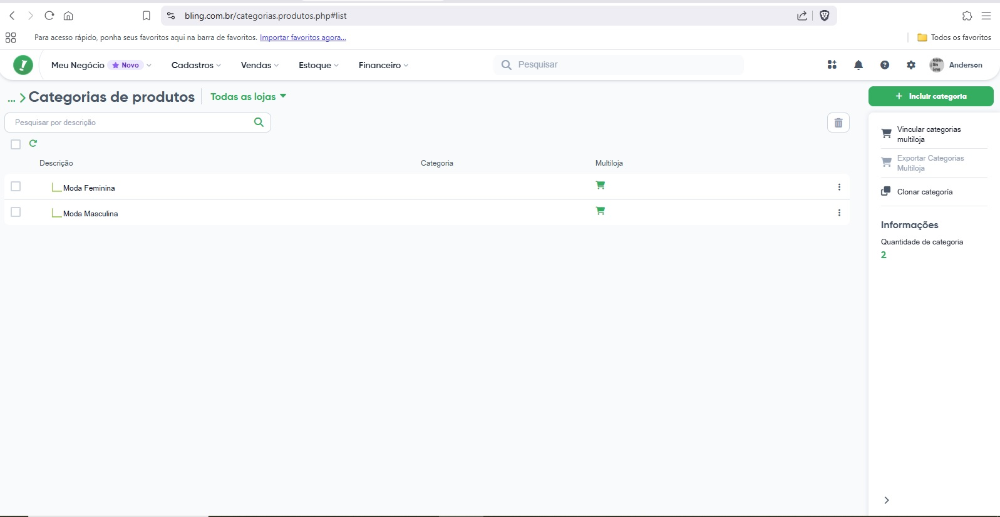 bling.com.br/categorias.produtos.php#list
Para acesso rápido, ponha seus favoritos aqui na barra de favoritos. Importar favoritos agora...
Todos os favoritos
Meu Negócio Novo
Cadastros
Vendas
Estoque
Financeiro
Pesquisar
Anderson
... Categorias de produtos
Todas as lojas
+ Incluir categoria
Pesquisar por descrição
Vincular categorias
multiloja
Exportar Categorias
Multiloja
Clonar categoría
Descrição Categoria Multiloja
Moda Feminina
Moda Masculina
Informações
Quantidade de categoria
2